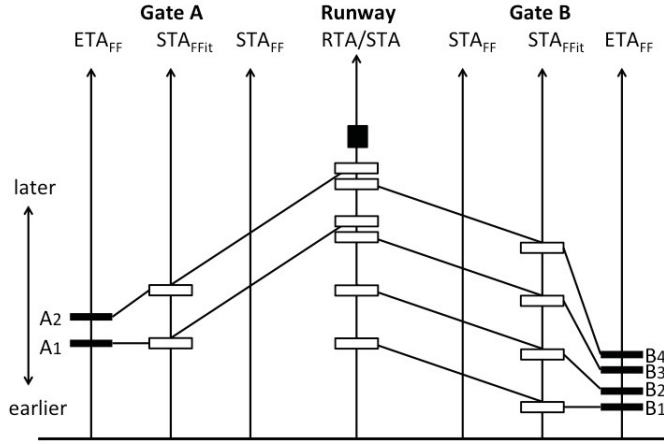 Gate A Runway Gate B
ETA_FF STA_FFit STA_FF RTA/STA STA_FF STA_FFit ETA_FF
later
A2
A1
B4
B3
B2
earlier
B1